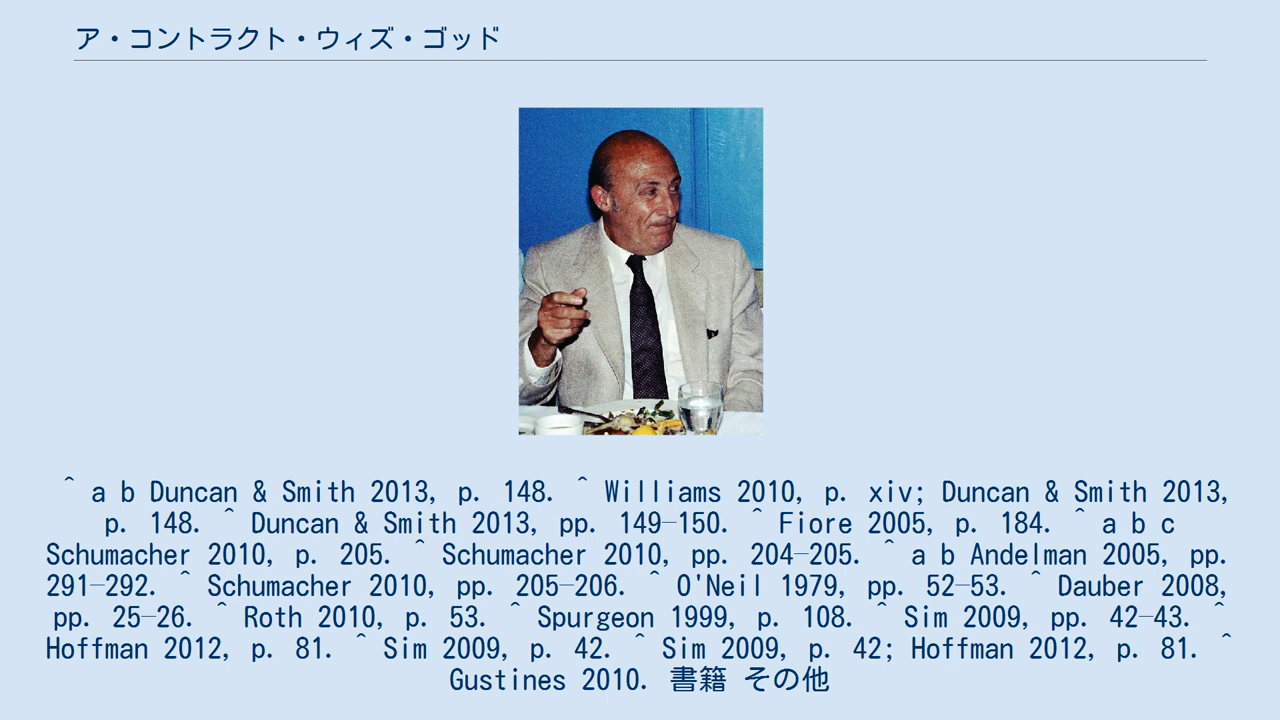 ア・コントラクト・ウィズ・ゴッド
^ a b Duncan & Smith 2013, p. 148. ^ Williams 2010, p. xiv; Duncan & Smith 2013,
p. 148. ^ Duncan & Smith 2013, pp. 149–150. ^ Fiore 2005, p. 184. ^ a b c
Schumacher 2010, p. 205. ^ Schumacher 2010, pp. 204–205. ^ a b Andelman 2005, pp.
291–292. ^ Schumacher 2010, pp. 205–206. ^ O'Neil 1979, pp. 52–53. ^ Dauber 2008,
pp. 25–26. ^ Roth 2010, p. 53. ^ Spurgeon 1999, p. 108. ^ Sim 2009, pp. 42–43. ^
Hoffman 2012, p. 81. ^ Sim 2009, p. 42. ^ Sim 2009, p. 42; Hoffman 2012, p. 81. ^
Gustines 2010. 書籍 その他